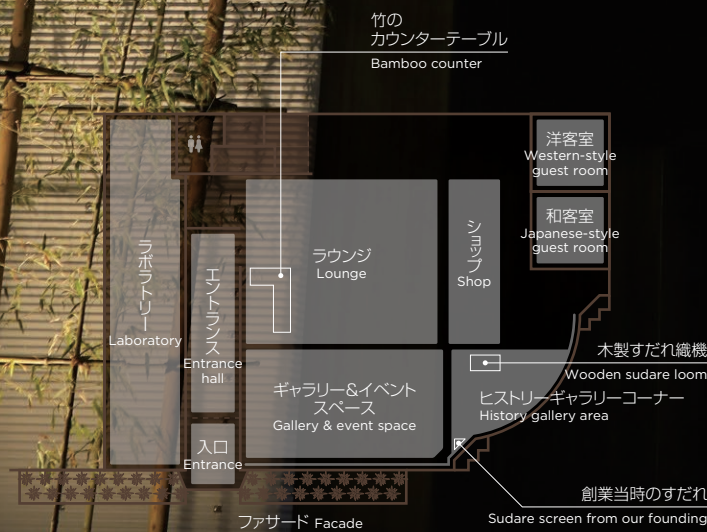 竹の
カウンターテーブル
Bamboo counter
洋客室
Western-style
guest room
和客室
Japanese-style
guest room
ラボラトリー
Laboratory
エントランス
Entrance
hall
ラウンジ
Lounge
ショップ
Shop
木製すだれ織機
Wooden sudare loom
ギャラリー&イベント
スペース
Gallery & event space
ヒストリーギャラリーコーナー
History gallery area
入口
Entrance
創業当時のすだれ
Sudare screen from our founding
ファサード Facade